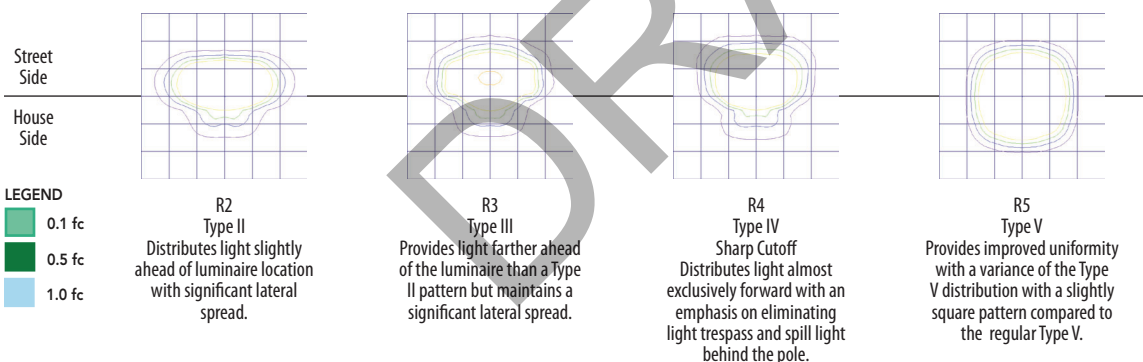 Street
Side
House
Side
LEGEND
0.1 fc
0.5 fc
1.0 fc
R2
Type II
Distributes light slightly
ahead of luminaire location
with significant lateral
spread.
R3
Type III
Provides light farther ahead
of the luminaire than a Type
II pattern but maintains a
significant lateral spread.
R4
Type IV
Sharp Cutoff
Distributes light almost
exclusively forward with an
emphasis on eliminating
light trespass and spill light
behind the pole.
R5
Type V
Provides improved uniformity
with a variance of the Type
V distribution with a slightly
square pattern compared to
the regular Type V.
DRA